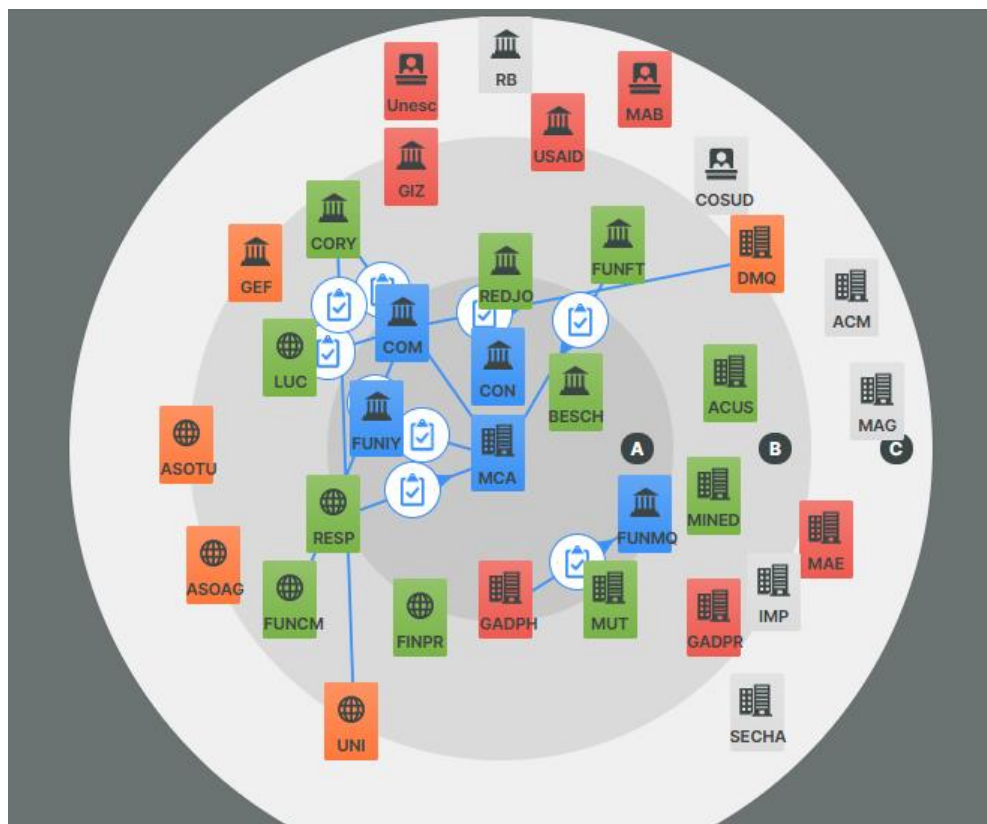 RB
Unesc
MAB
USAID
GIZ
COSUD
CORY
FUNFT
DMQ
GEF
REDJO
ACM
COM
LUC
CON
BESCH
ACUS
MAG
FUNIY
ASOTU
MCA
A
B
C
RESP
FUNMQ
MINED
MAE
ASOAG
FUNCM
FINPR
GADPH
MUT
GADPR
IMP
UNI
SECHA